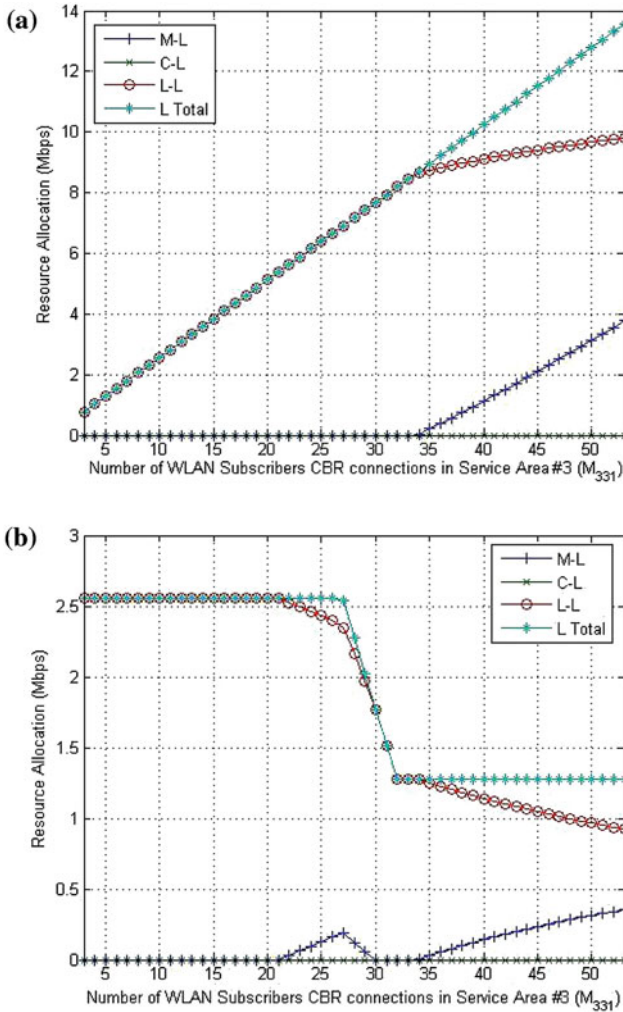 (a)
M-L
C-L
L-L
L Total
14
12
10
8
6
4
2
0
Resource Allocation (Mbps)
5 10 15 20 25 30 35 40 45 50
Number of WLAN Subscribers CBR connections in Service Area #3 (M331)
(b)
M-L
C-L
L-L
L Total
3
2.5
2
1.5
1
0.5
0
Resource Allocation (Mbps)
5 10 15 20 25 30 35 40 45 50
Number of WLAN Subscribers CBR connections in Service Area #3 (M331)